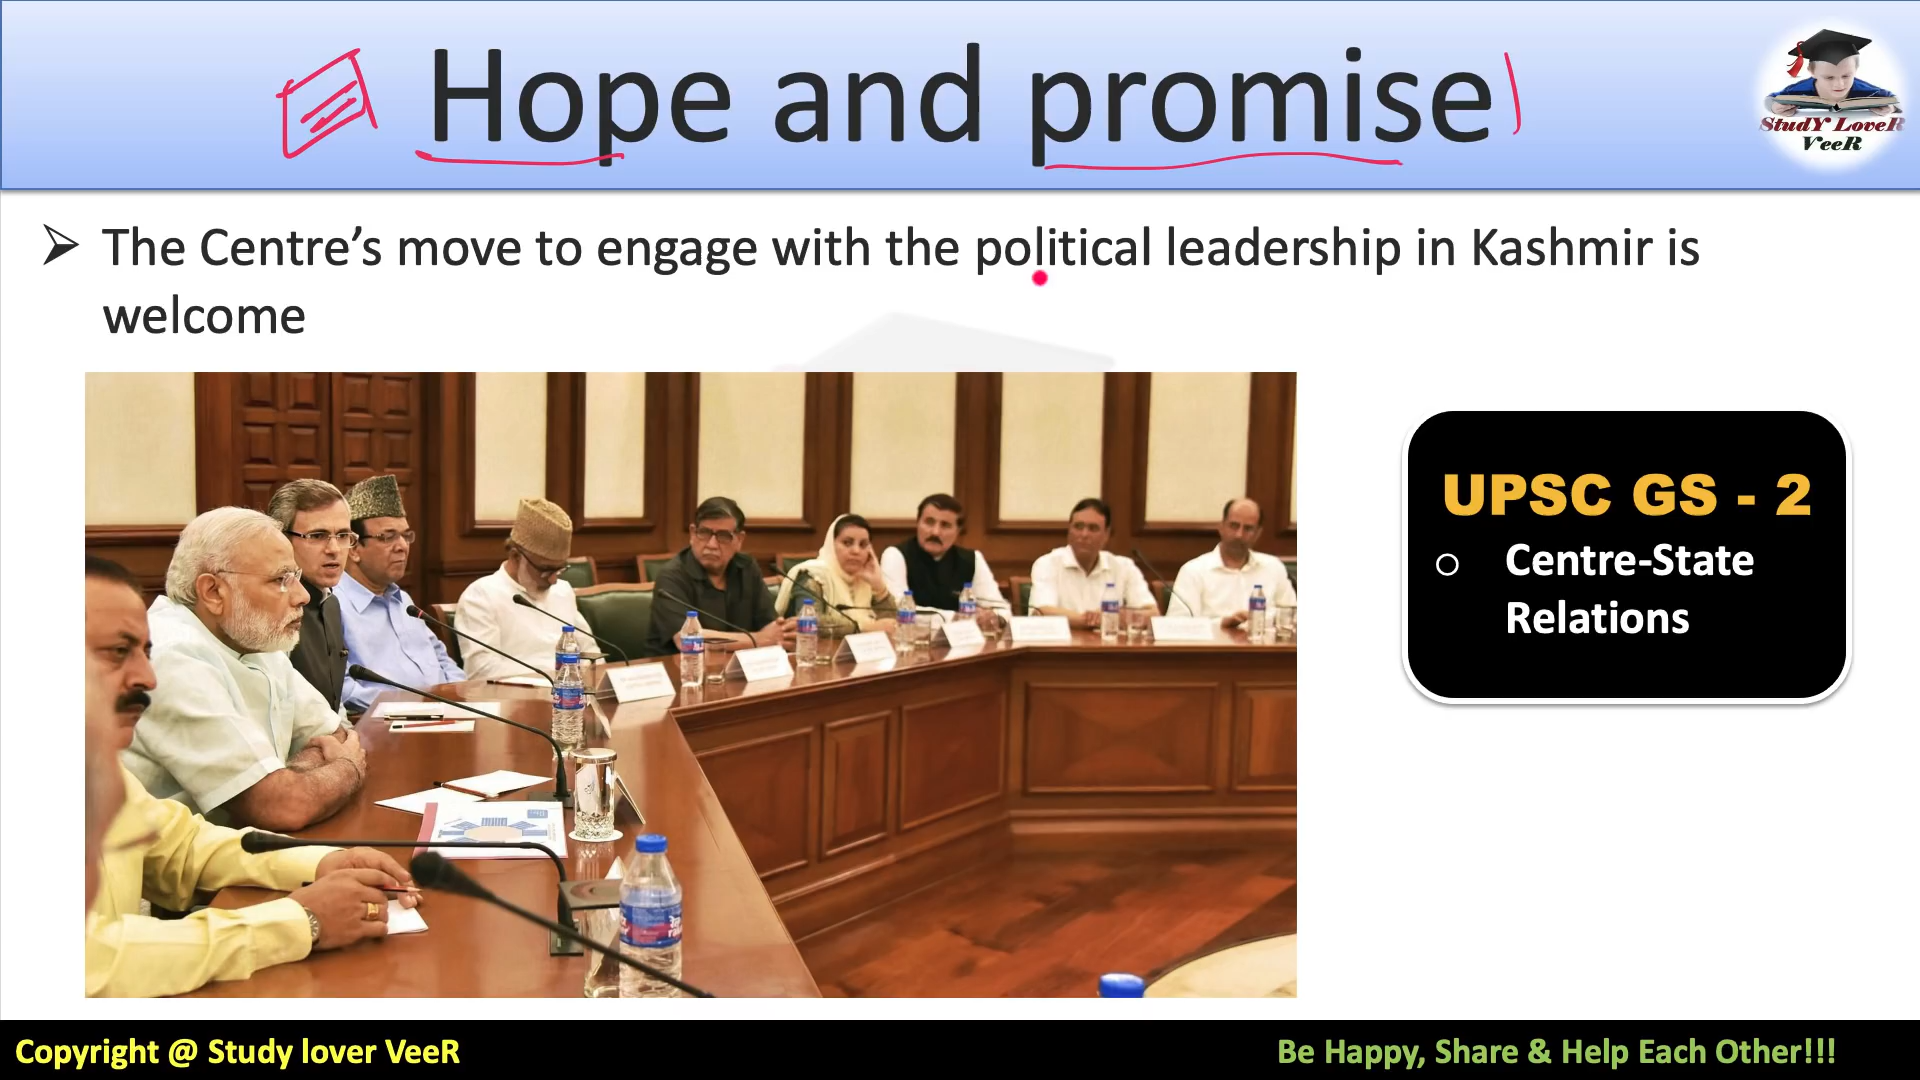 Hope and promise
StudY LoveR
VeeR
➢ The Centre’s move to engage with the political leadership in Kashmir is
welcome
UPSC GS - 2
○ Centre-State
Relations
Copyright @ Study lover VeeR
Be Happy, Share & Help Each Other!!!